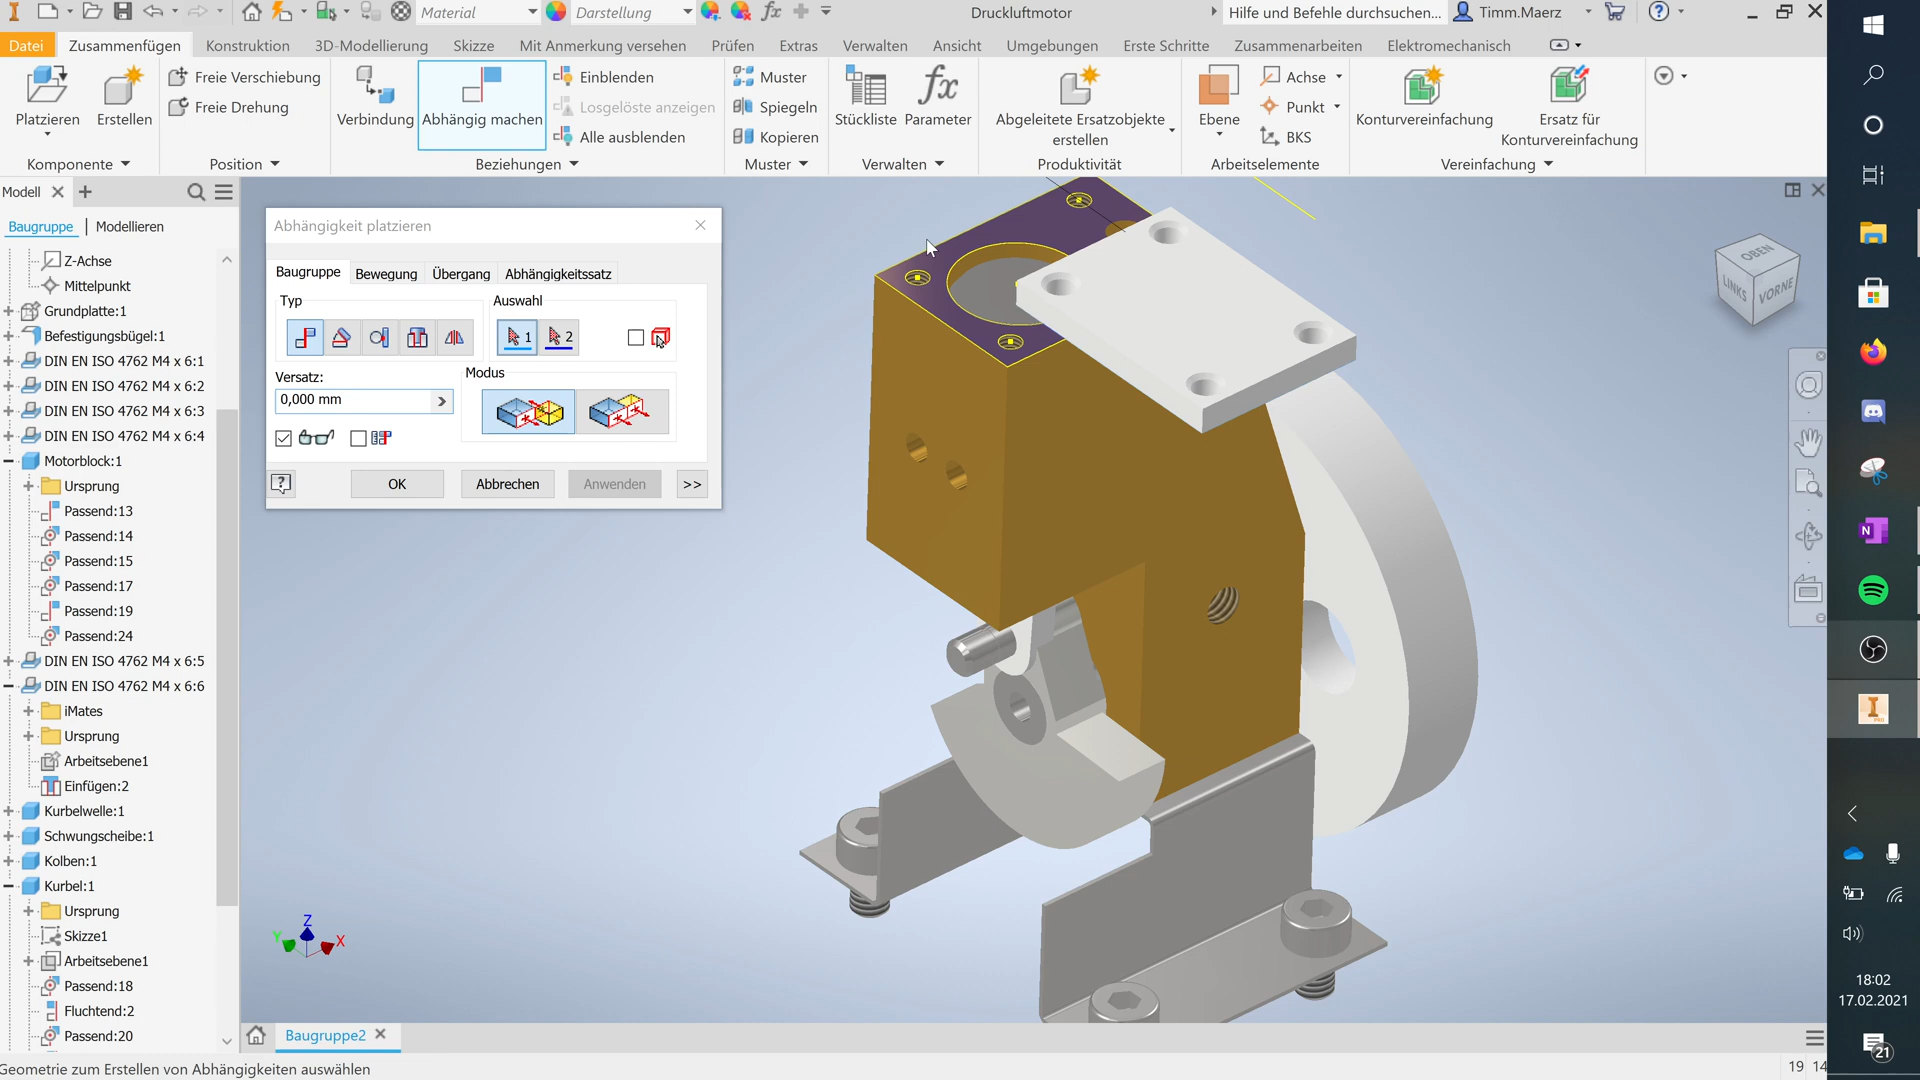 Material
Darstellung
Druckluftmotor
Hilfe und Befehle durchsuchen...
Timm.Maerz
Datei
Zusammenfügen
Konstruktion
3D-Modellierung
Skizze
Mit Anmerkung versehen
Prüfen
Extras
Verwalten
Ansicht
Umgebungen
Erste Schritte
Zusammenarbeiten
Elektromechanisch
Platzieren
Erstellen
Freie Verschiebung
Freie Drehung
Verbindung
Abhängig machen
Einblenden
Losgelöste anzeigen
Alle ausblenden
Muster
Spiegeln
Kopieren
Stückliste
Parameter
Abgeleitete Ersatzobjekte
erstellen
Ebene
Achse
Punkt
BKS
Konturvereinfachung
Ersatz für
Konturvereinfachung
Komponente
Position
Beziehungen
Muster
Verwalten
Produktivität
Arbeitselemente
Vereinfachung
Modell
Baugruppe
Modellieren
Z-Achse
Mittelpunkt
Grundplatte:1
Befestigungsbügel:1
DIN EN ISO 4762 M4 x 6:1
DIN EN ISO 4762 M4 x 6:2
DIN EN ISO 4762 M4 x 6:3
DIN EN ISO 4762 M4 x 6:4
Motorblock:1
Ursprung
Passend:13
Passend:14
Passend:15
Passend:17
Passend:19
Passend:24
DIN EN ISO 4762 M4 x 6:5
DIN EN ISO 4762 M4 x 6:6
iMates
Ursprung
Arbeitsebene1
Einfügen:2
Kurbelwelle:1
Schwungscheibe:1
Kolben:1
Kurbel:1
Ursprung
Skizze1
Arbeitsebene1
Passend:18
Fluchtend:2
Passend:20
Abhängigkeit platzieren
Baugruppe
Bewegung
Übergang
Abhängigkeitssatz
Typ
Auswahl
1
2
Versatz:
Modus
0,000 mm
OK
Abbrechen
Anwenden
>>
OBEN
LINKS
VORNE
Z
Y
X
Baugruppe2
Geometrie zum Erstellen von Abhängigkeiten auswählen
19
14
18:02
17.02.2021
21